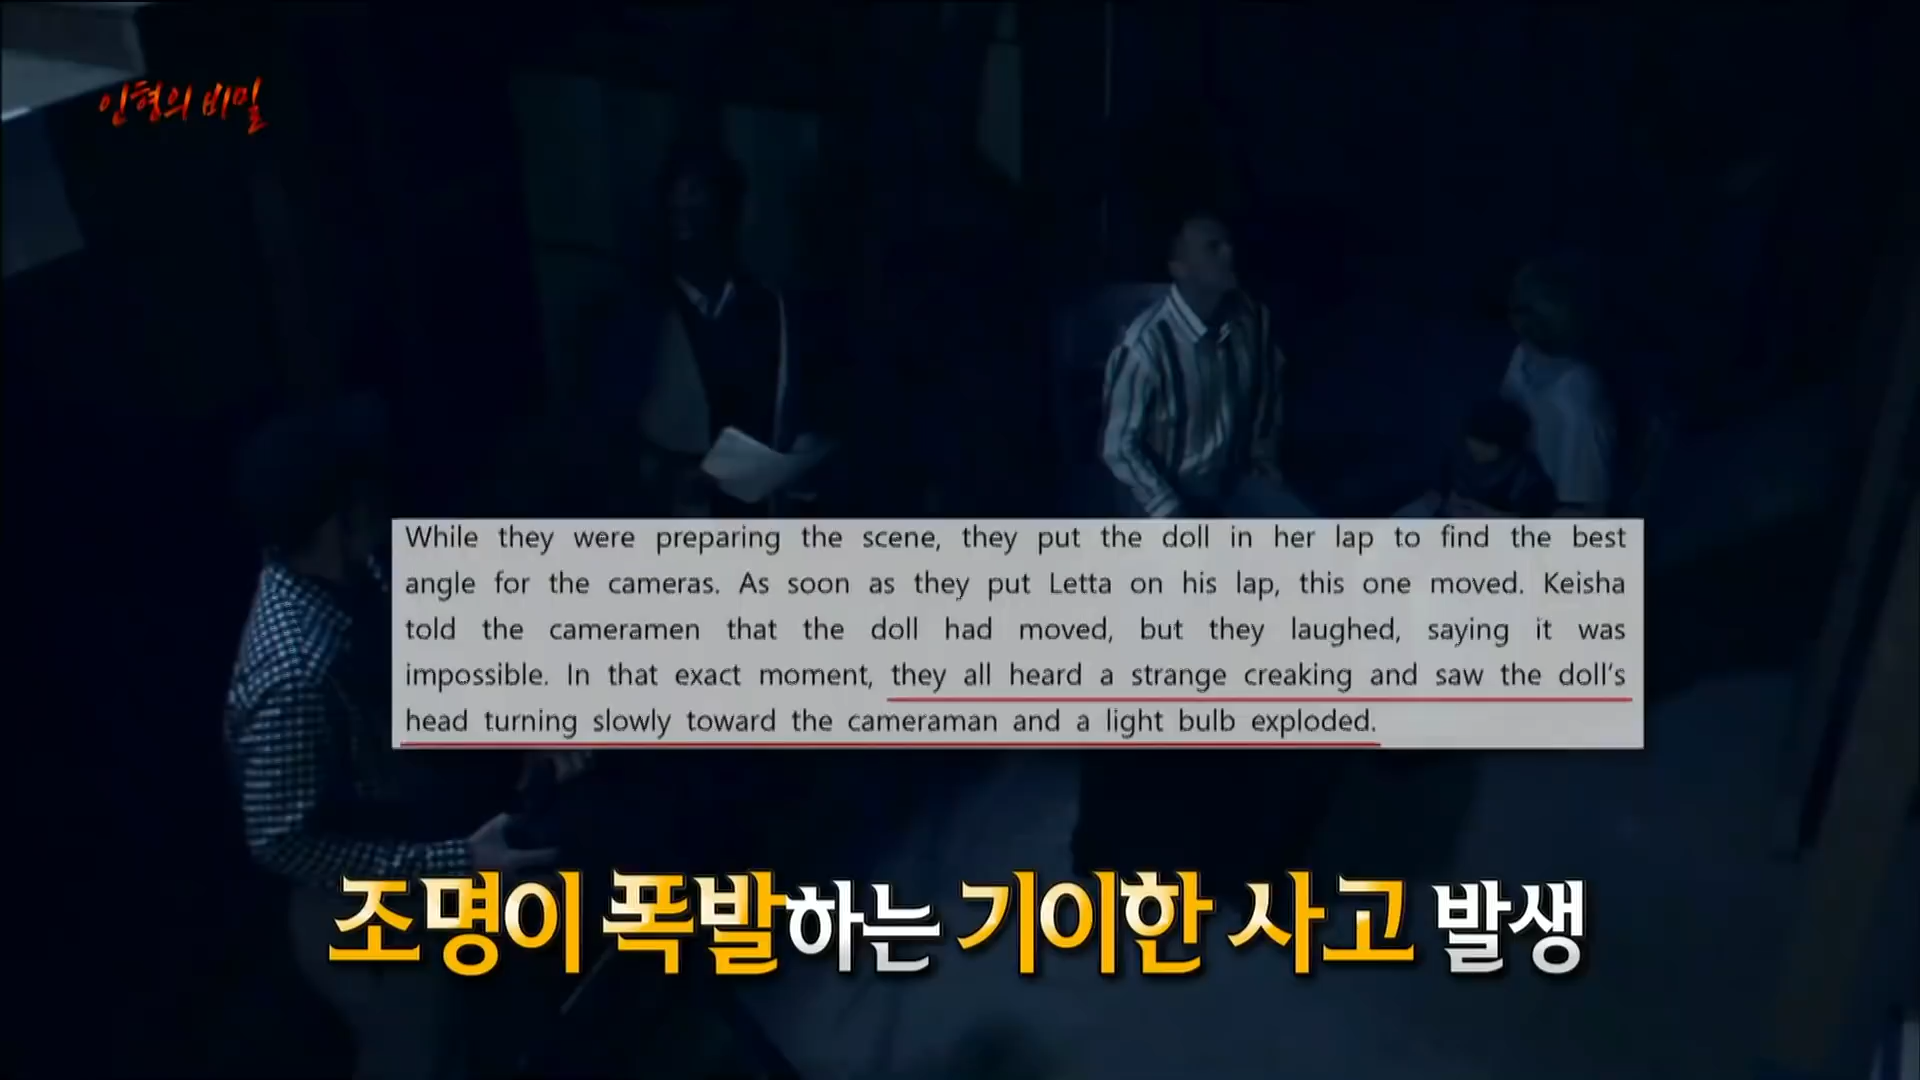 인형의 비밀
While they were preparing the scene, they put the doll in her lap to find the best
angle for the cameras. As soon as they put Letta on his lap, this one moved. Keisha
told the cameramen that the doll had moved, but they laughed, saying it was
impossible. In that exact moment, they all heard a strange creaking and saw the doll's
head turning slowly toward the cameraman and a light bulb exploded.
조명이 폭발하는 기이한 사고 발생